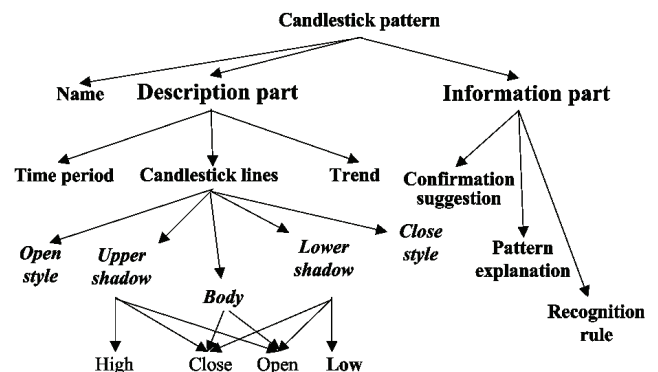 Candlestick pattern
Name
Description part
Information part
Time period
Candlestick lines
Trend
Confirmation
suggestion
Open
style
Upper
shadow
Body
Lower
shadow
Close
style
Pattern
explanation
Recognition
rule
High
Close
Open
Low